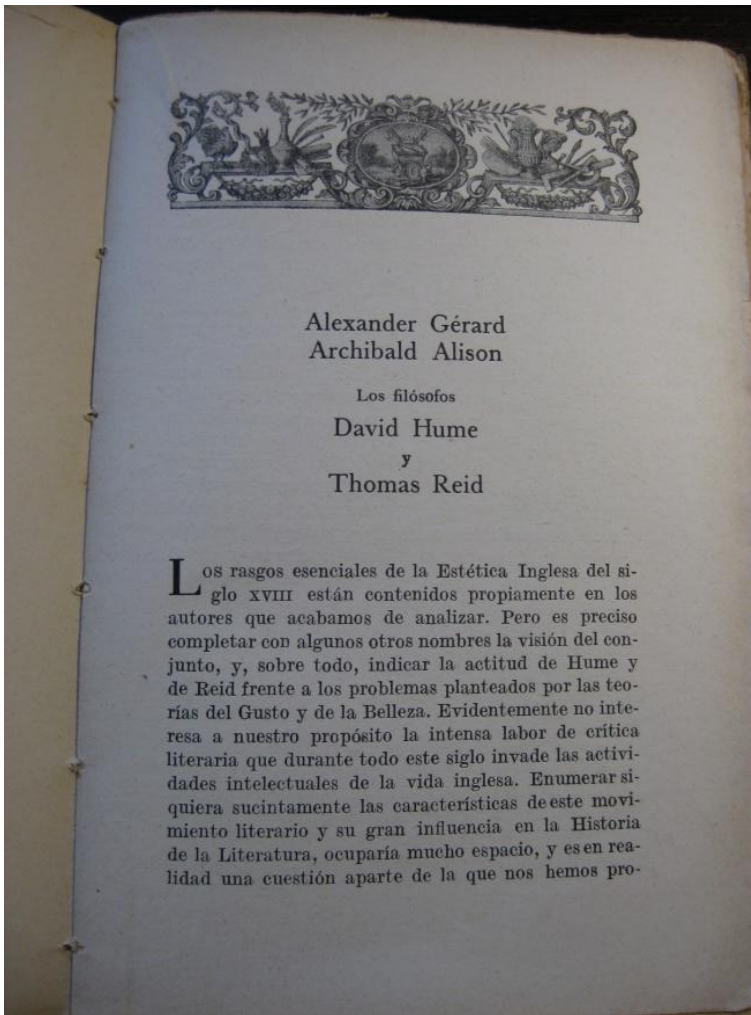 Alexander Gérard
Archibald Alison
Los filósofos
David Hume
y
Thomas Reid
Los rasgos esenciales de la Estética Inglesa del si-
glo XVIII están contenidos propiamente en los
autores que acabamos de analizar. Pero es preciso
completar con algunos otros nombres la visión del con-
junto, y, sobre todo, indicar la actitud de Hume y
de Reid frente a los problemas planteados por las teo-
rías del Gusto y de la Belleza. Evidentemente no inte-
resa a nuestro propósito la intensa labor de crítica
literaria que durante todo este siglo invade las activi-
dades intelectuales de la vida inglesa. Enumerar si-
quiera sucintamente las características de este movi-
miento literario y su gran influencia en la Historia
de la Literatura, ocuparía mucho espacio, y es en rea-
lidad una cuestión aparte de la que nos hemos pro-